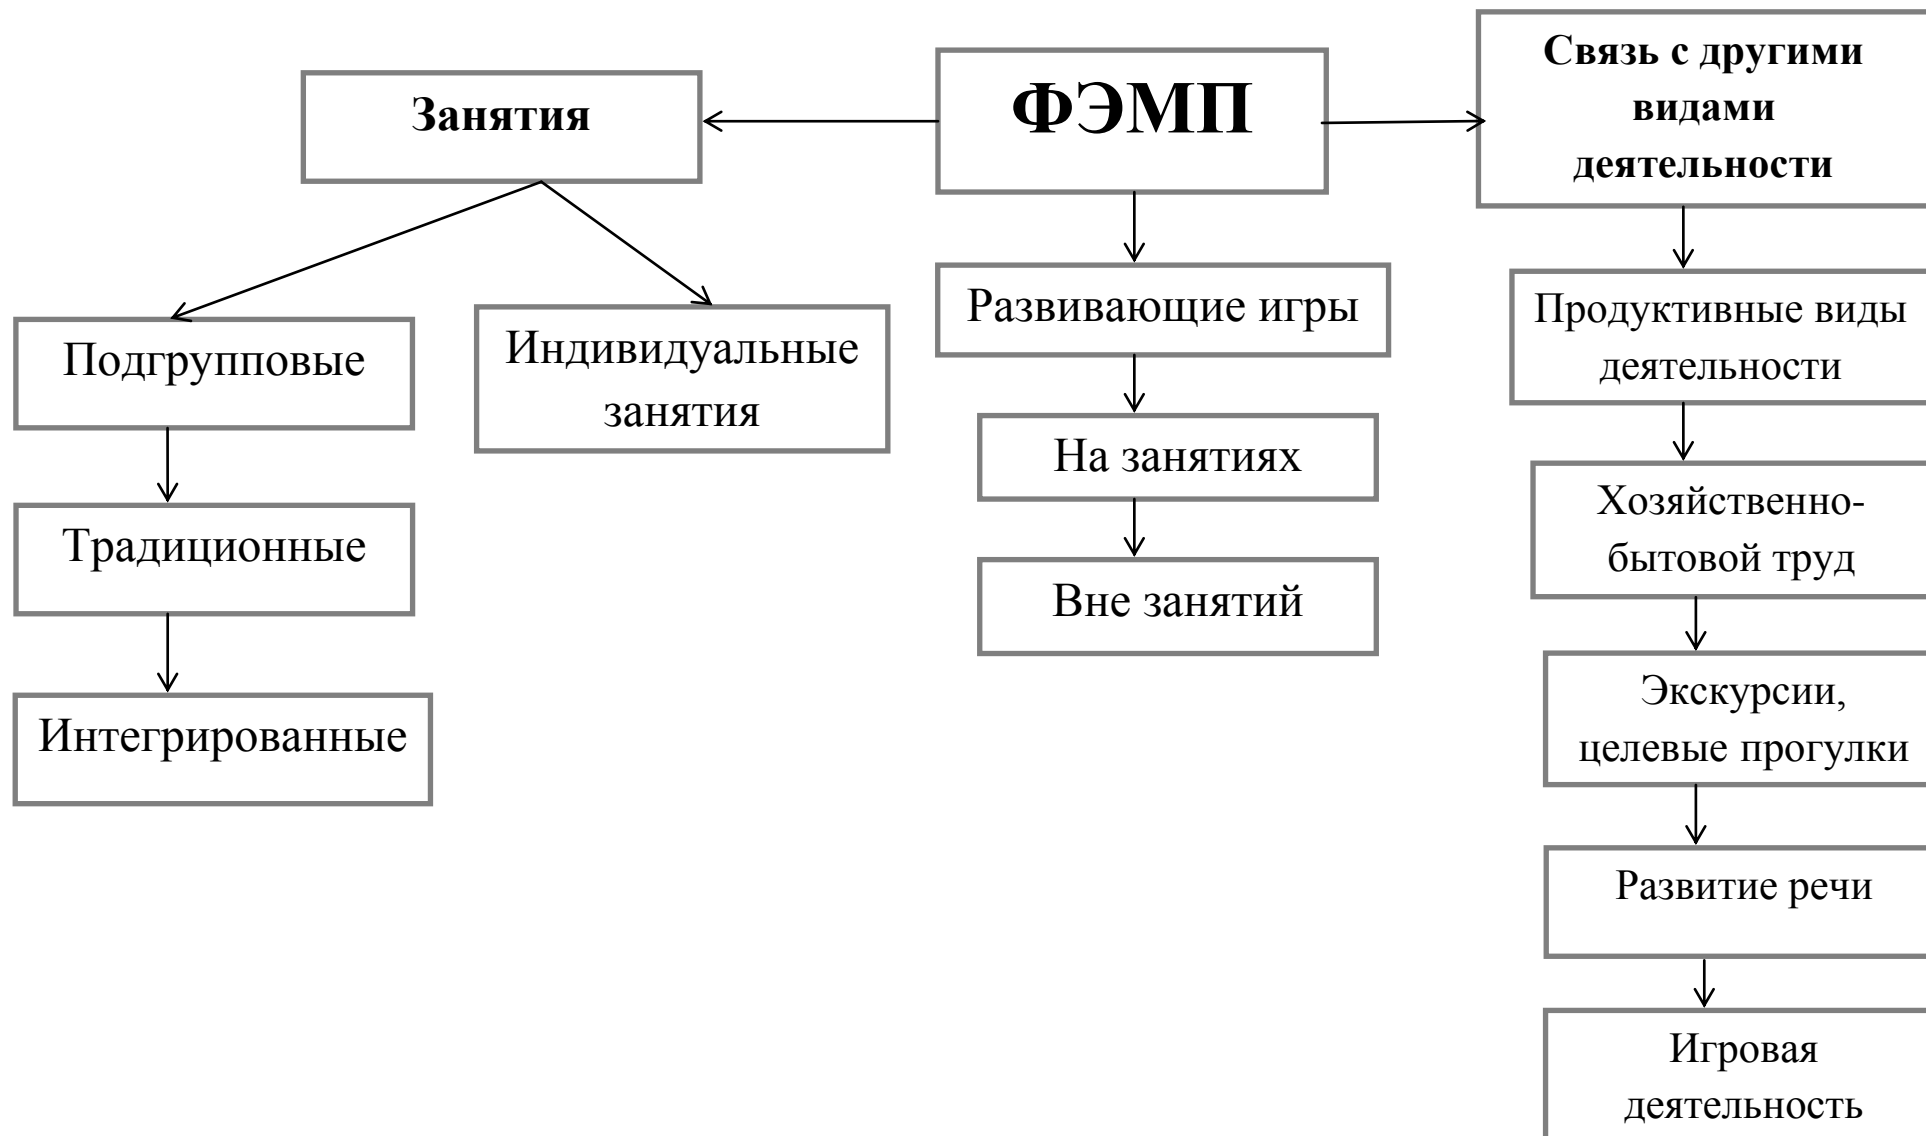 Занятия
ФЭМП
Связь с другими
видами
деятельности
Подгрупповые
Традиционные
Интегрированные
Индивидуальные
занятия
Развивающие игры
На занятиях
Вне занятий
Продуктивные виды
деятельности
Хозяйственно-
бытовой труд
Экскурсии,
целевые прогулки
Развитие речи
Игровая
деятельность